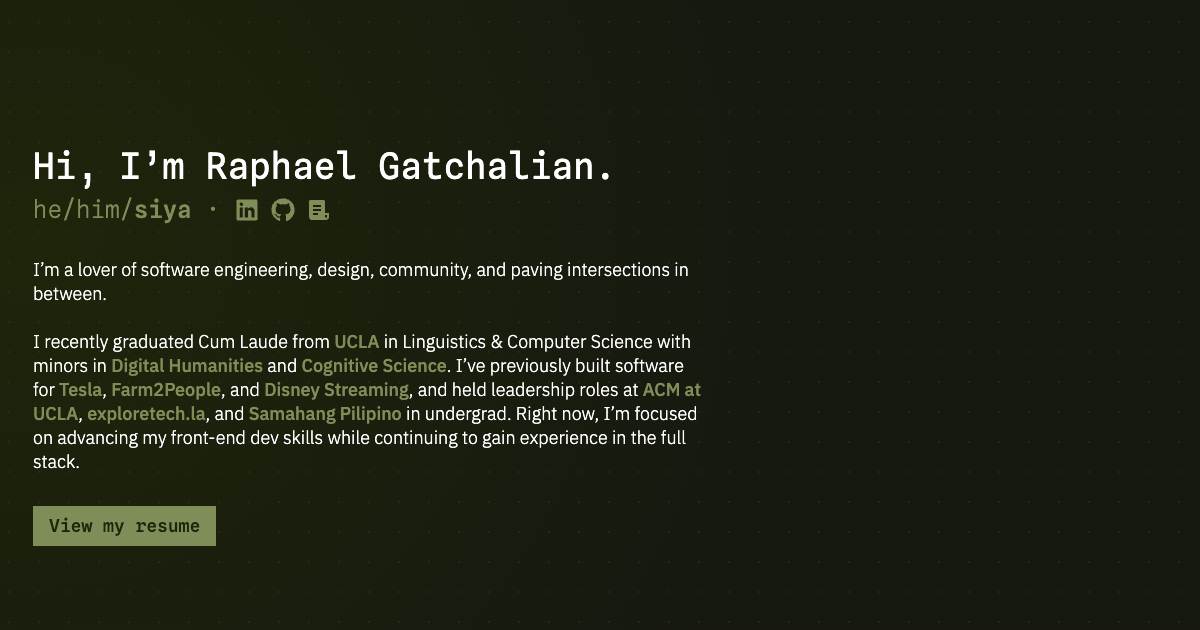 Hi, I’m Raphael Gatchalian.
he/him/siya ·
I’m a lover of software engineering, design, community, and paving intersections in
between.
I recently graduated Cum Laude from UCLA in Linguistics & Computer Science with
minors in Digital Humanities and Cognitive Science. I’ve previously built software
for Tesla, Farm2People, and Disney Streaming, and held leadership roles at ACM at
UCLA, exploretech.la, and Samahang Pilipino in undergrad. Right now, I’m focused
on advancing my front-end dev skills while continuing to gain experience in the full
stack.
View my resume